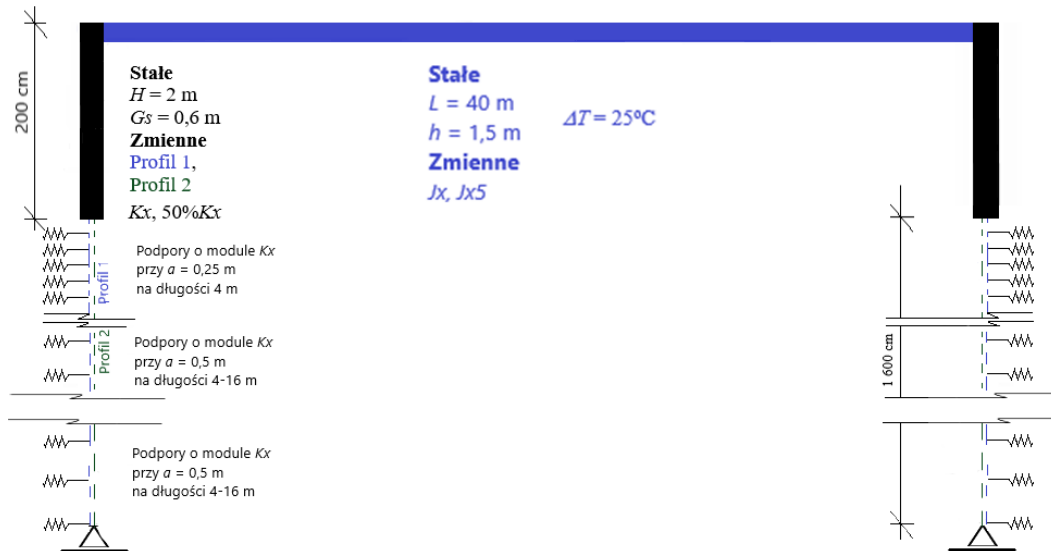 200 cm
Stałe
H = 2 m
Gs = 0,6 m
Zmienne
Profil 1,
Profil 2
Kx, 50%Kx
Stałe
L = 40 m
h = 1,5 m
ΔT = 25ºC
Zmienne
Jx, Jx5
Podpory o module Kx
przy a = 0,25 m
na długości 4 m
Profil 1
Profil 2
Podpory o module Kx
przy a = 0,5 m
na długości 4-16 m
1 600 cm
Podpory o module Kx
przy a = 0,5 m
na długości 4-16 m